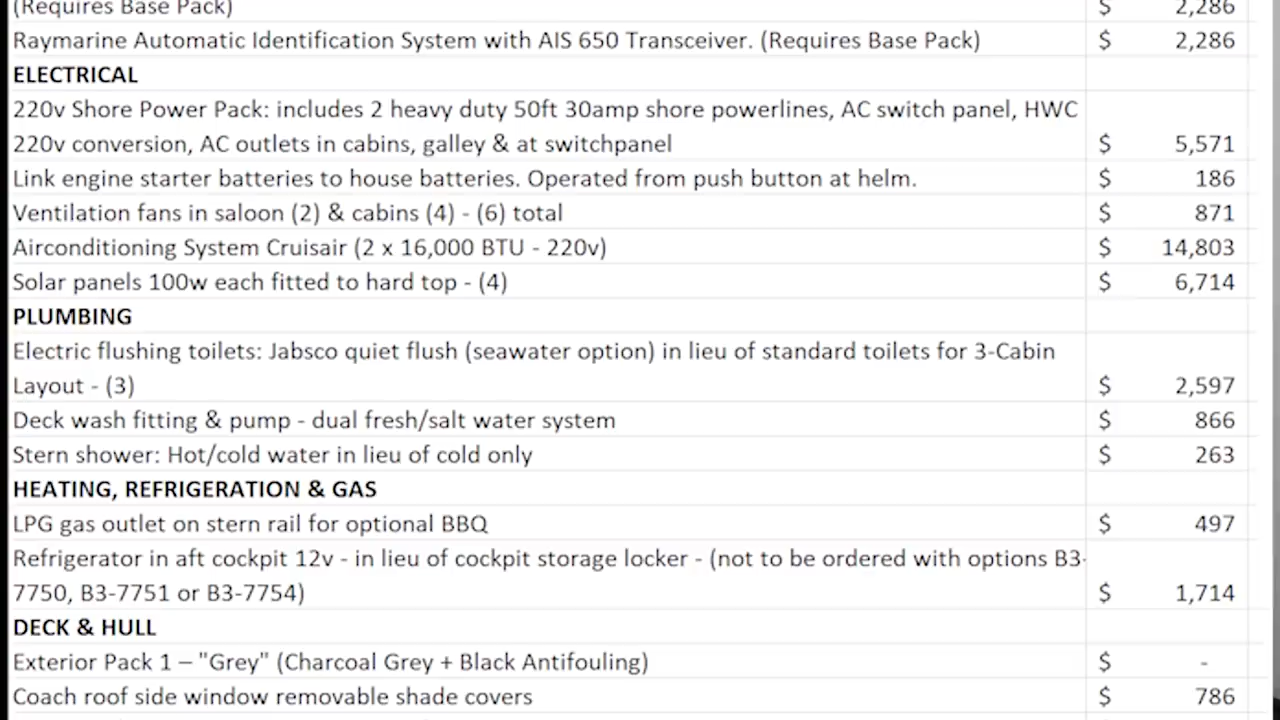 (Requires Base Pack) $ 2,286
Raymarine Automatic Identification System with AIS 650 Transceiver. (Requires Base Pack) $ 2,286
ELECTRICAL
220v Shore Power Pack: includes 2 heavy duty 50ft 30amp shore powerlines, AC switch panel, HWC
220v conversion, AC outlets in cabins, galley & at switchpanel $ 5,571
Link engine starter batteries to house batteries. Operated from push button at helm. $ 186
Ventilation fans in saloon (2) & cabins (4) - (6) total $ 871
Airconditioning System Cruisair (2 x 16,000 BTU - 220v) $ 14,803
Solar panels 100w each fitted to hard top - (4) $ 6,714
PLUMBING
Electric flushing toilets: Jabsco quiet flush (seawater option) in lieu of standard toilets for 3-Cabin
Layout - (3) $ 2,597
Deck wash fitting & pump - dual fresh/salt water system $ 866
Stern shower: Hot/cold water in lieu of cold only $ 263
HEATING, REFRIGERATION & GAS
LPG gas outlet on stern rail for optional BBQ $ 497
Refrigerator in aft cockpit 12v - in lieu of cockpit storage locker - (not to be ordered with options B3-
7750, B3-7751 or B3-7754) $ 1,714
DECK & HULL
Exterior Pack 1 – "Grey" (Charcoal Grey + Black Antifouling) $ -
Coach roof side window removable shade covers $ 786